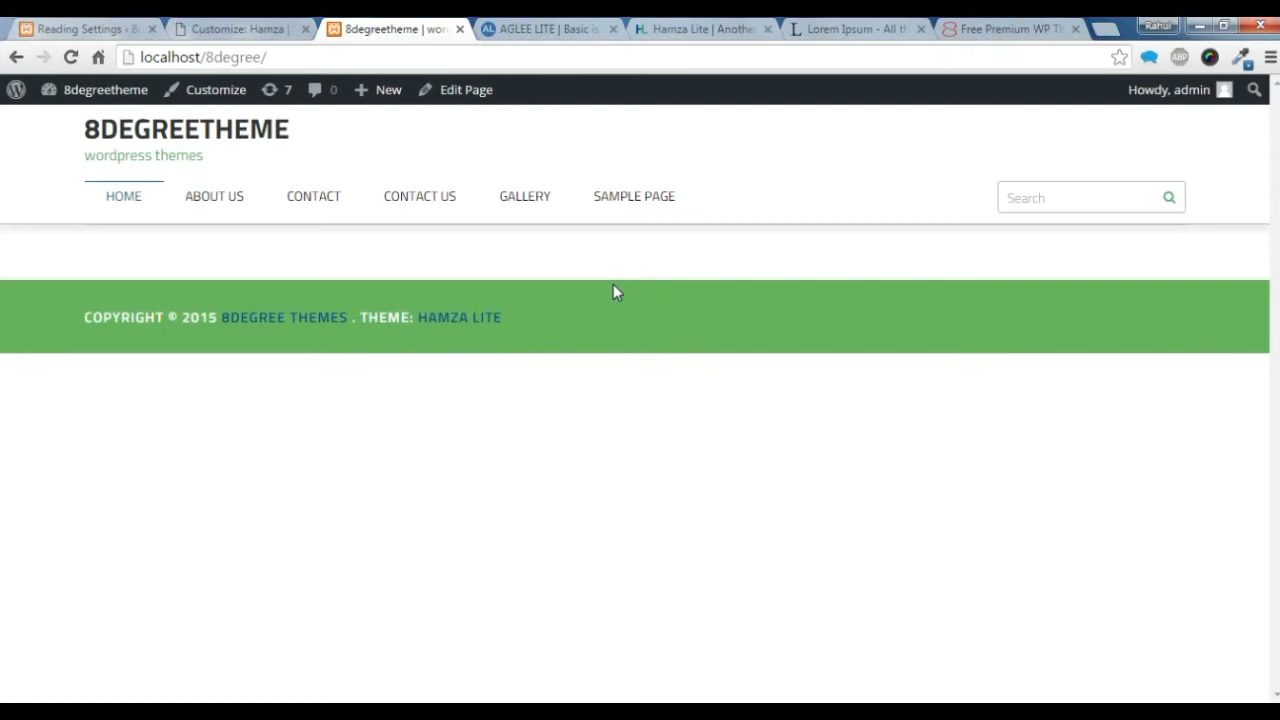 Reading Settings ‹ 8
Customize: Hamza |
8degreetheme | wor
AGLEE LITE | Basic is
Hamza Lite | Anothe
Lorem Ipsum - All th
Free Premium WP Th
Rahul
localhost/8degree/
ABP
8degreetheme Customize 7 0 New Edit Page Howdy, admin
8DEGREETHEME
wordpress themes
HOME ABOUT US CONTACT CONTACT US GALLERY SAMPLE PAGE Search
COPYRIGHT © 2015 8DEGREE THEMES . THEME: HAMZA LITE